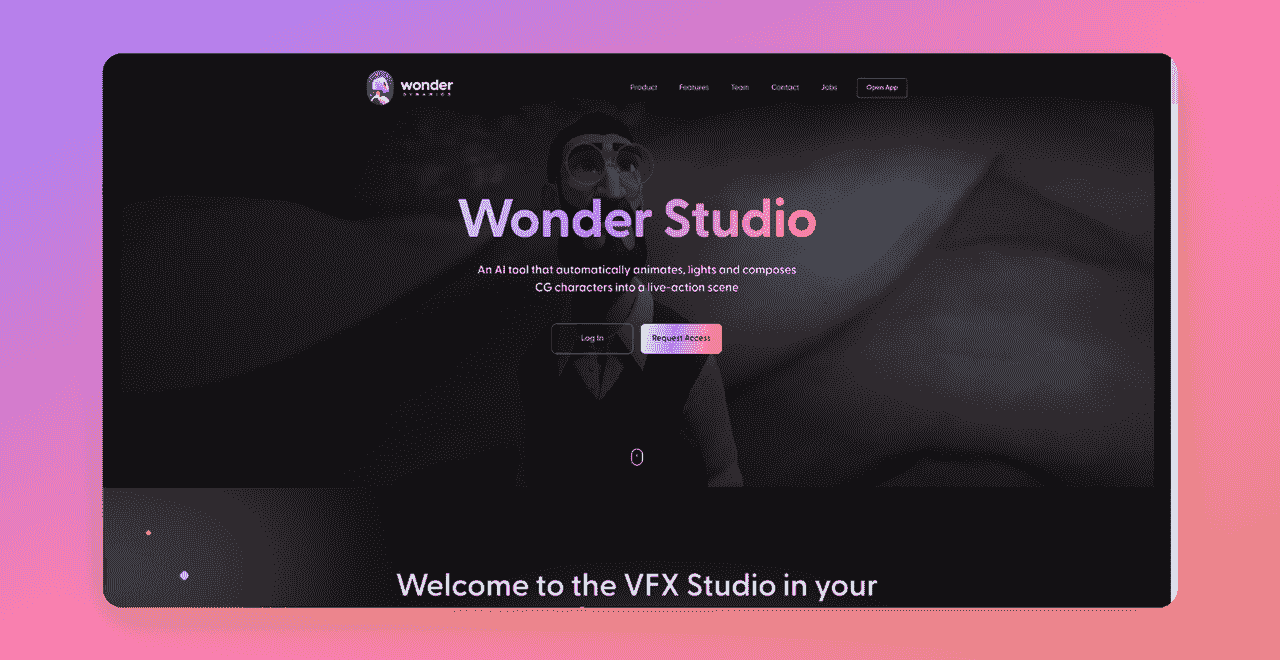 wonder
DYNAMICS
Product Features Team Contact Jobs Open App
Wonder Studio
An AI tool that automatically animates, lights and composes
CG characters into a live-action scene
Log In Request Access
Welcome to the VFX Studio in your